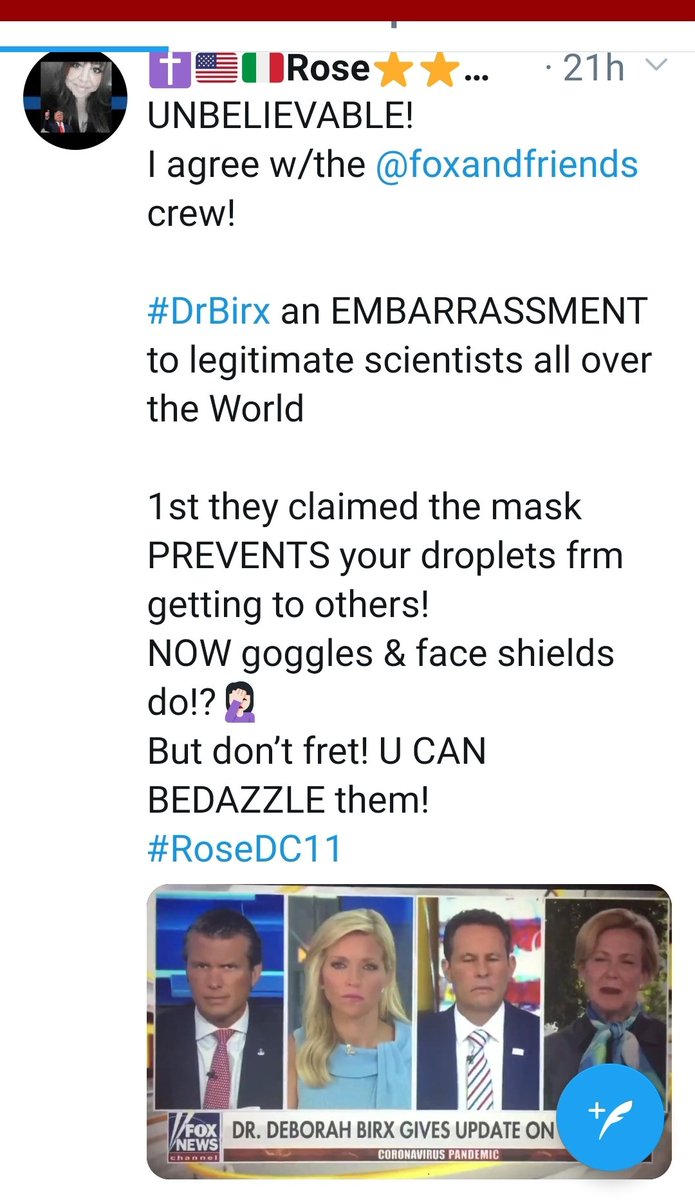 Rose... · 21h
UNBELIEVABLE!
I agree w/the @foxandfriends
crew!
#DrBirx an EMBARRASSMENT
to legitimate scientists all over
the World
1st they claimed the mask
PREVENTS your droplets frm
getting to others!
NOW goggles & face shields
do!?
But don't fret! U CAN
BEDAZZLE them!
#RoseDC11
FOX
NEWS
channel
DR. DEBORAH BIRX GIVES UPDATE ON
CORONAVIRUS PANDEMIC